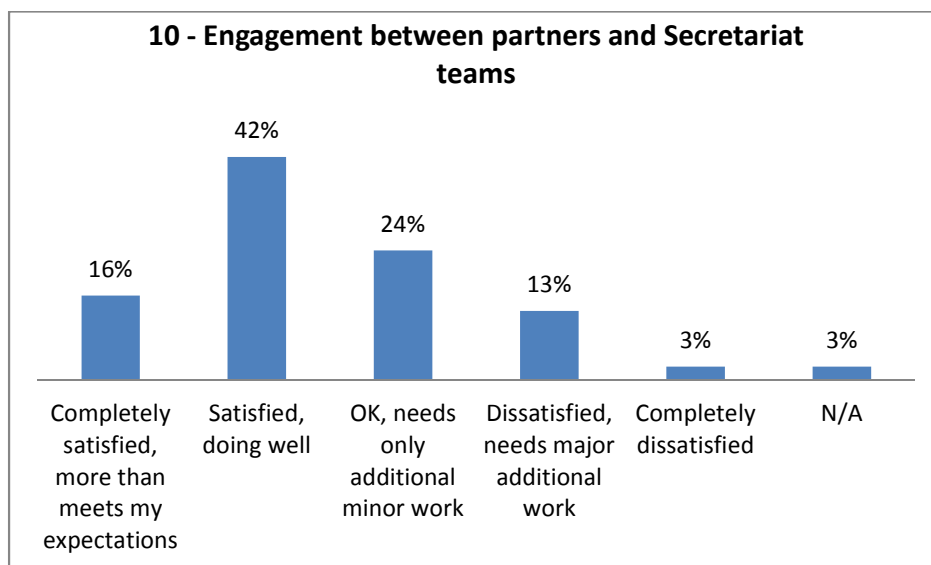 10 - Engagement between partners and Secretariat
teams
42%
24%
16%
13%
3%
3%
Completely
satisfied,
more than
meets my
expectations
Satisfied,
doing well
OK, needs
only
additional
minor work
Dissatisfied,
needs major
additional
work
Completely
dissatisfied
N/A